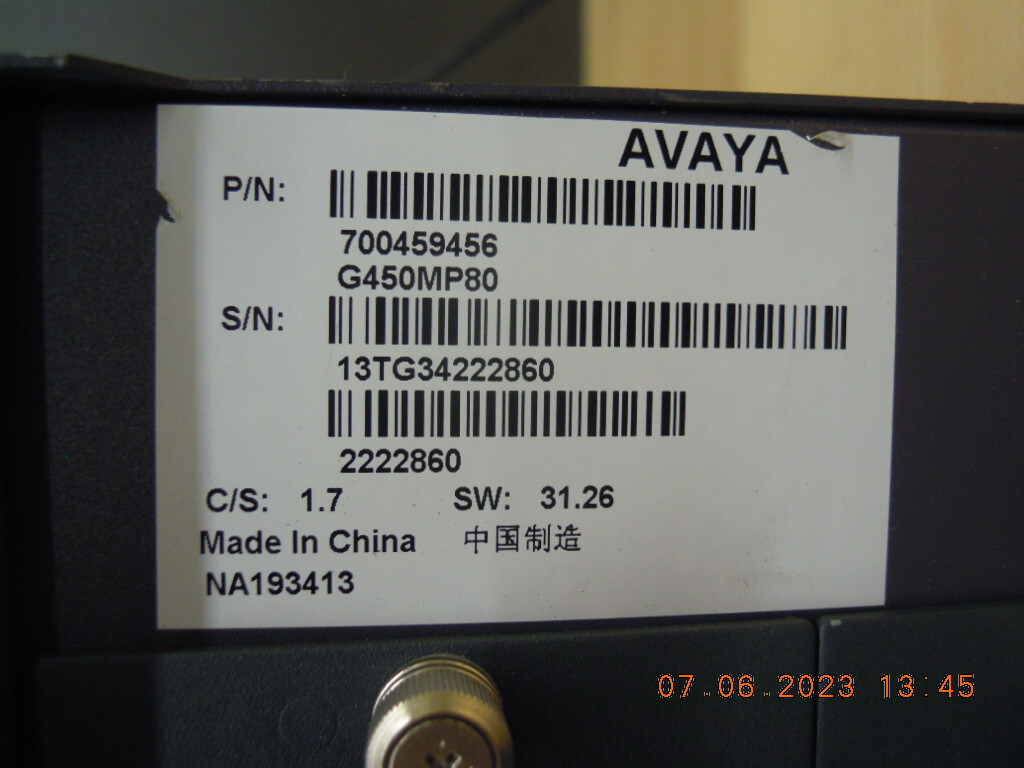 AVAYA
P/N:
700459456
G450MP80
S/N:
13TG34222860
2222860
C/S: 1.7 SW: 31.26
Made In China 中国制造
NA193413
07.06.2023 13:45